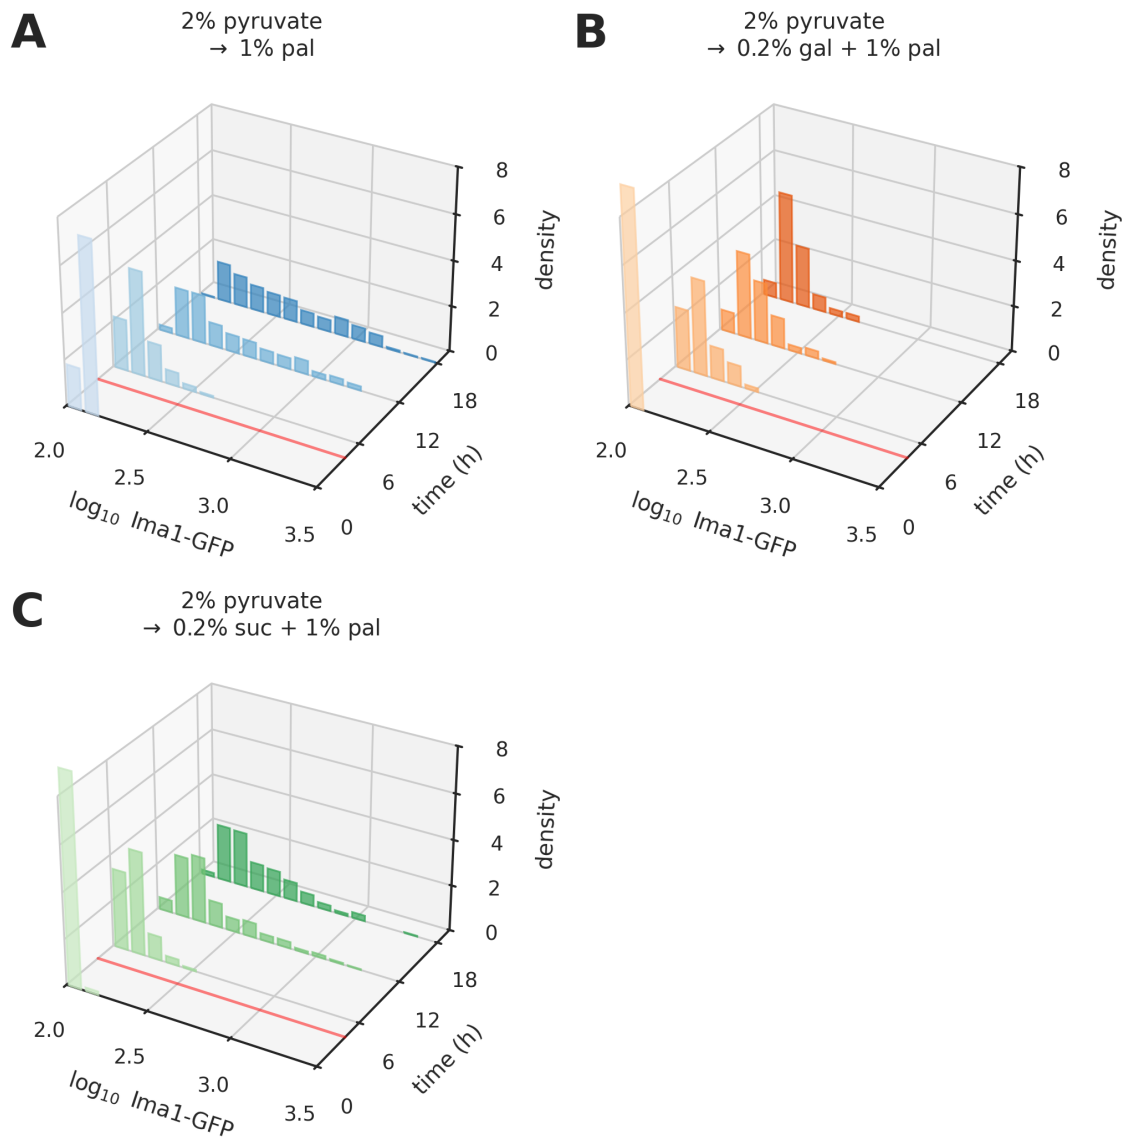 A
2% pyruvate
→ 1% pal
8
6
4
2
0
density
18
12
6
0
time (h)
2.0
2.5
3.0
3.5
log₁₀ Ima1-GFP
B
2% pyruvate
→ 0.2% gal + 1% pal
8
6
4
2
0
density
18
12
6
0
time (h)
2.0
2.5
3.0
3.5
log₁₀ Ima1-GFP
C
2% pyruvate
→ 0.2% suc + 1% pal
8
6
4
2
0
density
18
12
6
0
time (h)
2.0
2.5
3.0
3.5
log₁₀ Ima1-GFP